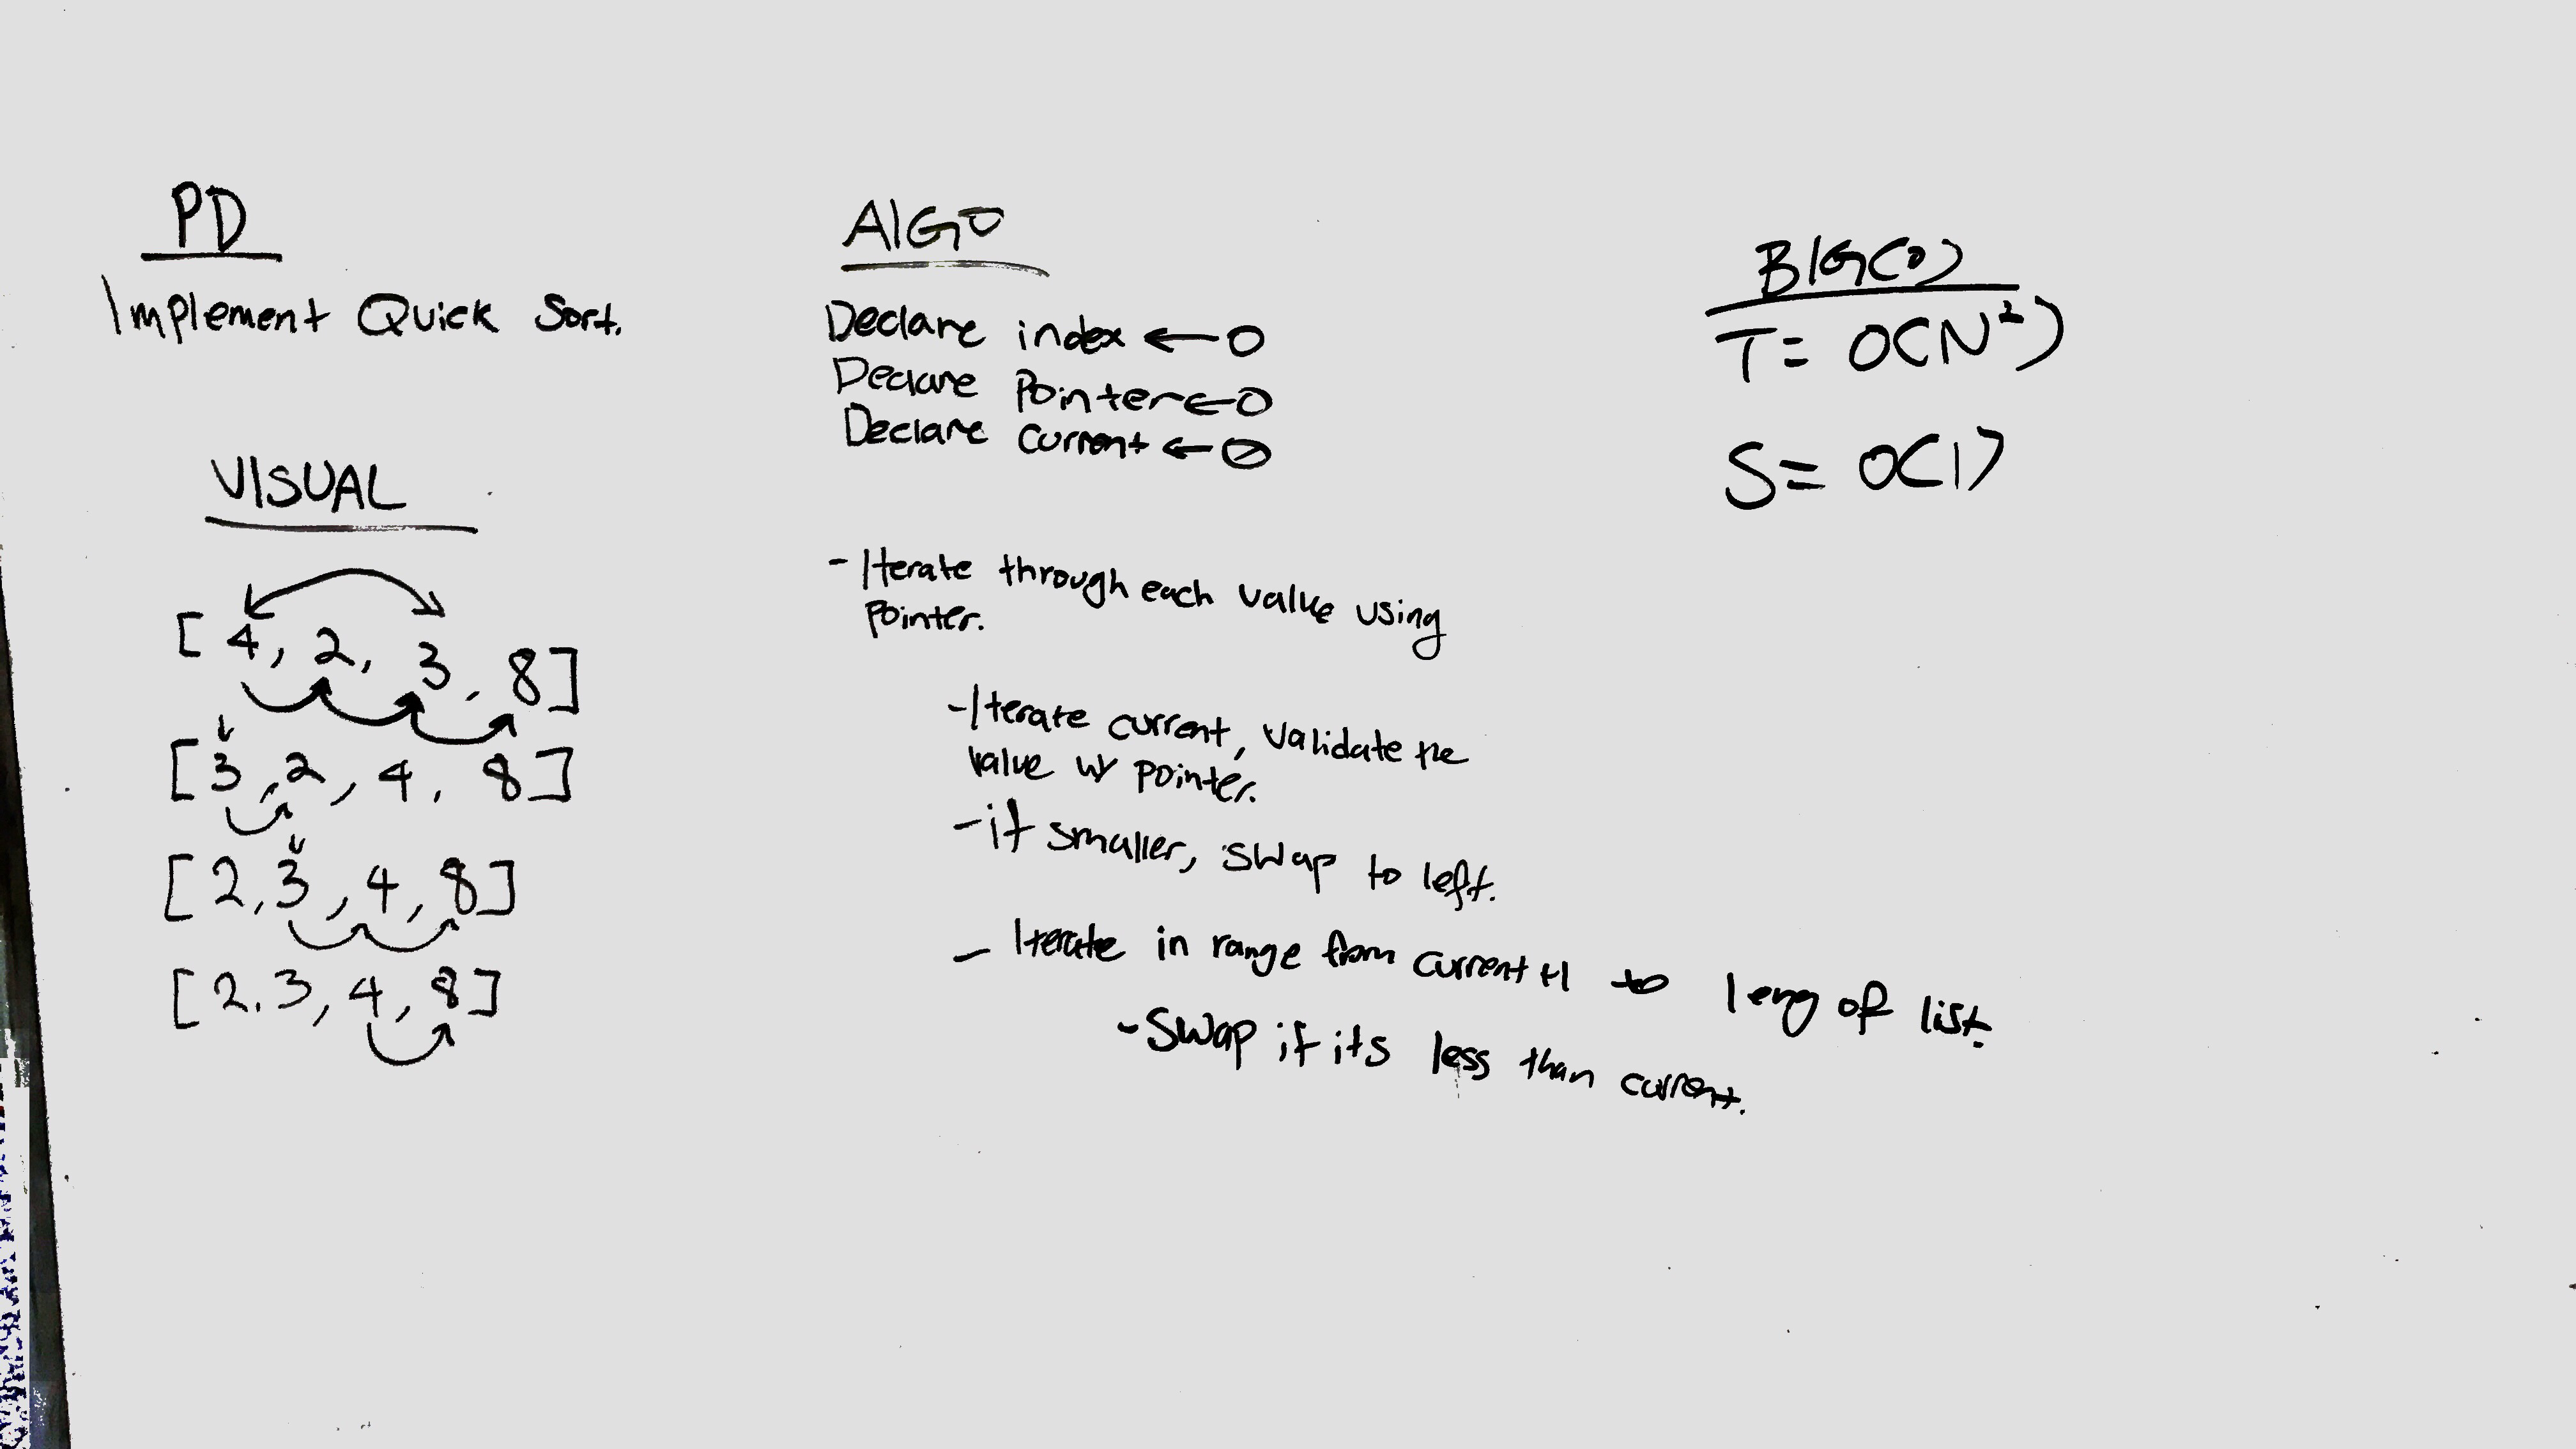 PD
Implement Quick Sort.
VISUAL
[4, 2, 3, 8]
[3, 2, 4, 8]
[2, 3, 4, 8]
[2.3, 4, 8]
AlGO
Declare index ← 0
Declare Pointer ← 0
Declare current ← 0
- Iterate through each value using
pointer.
- Iterate current, validate the
value w/ pointer.
- if smaller, swap to left.
- Iterate in range from current +1 to leng of list.
- Swap if its less than current.
BIG(O)
T = O(N²)
S = O(1)